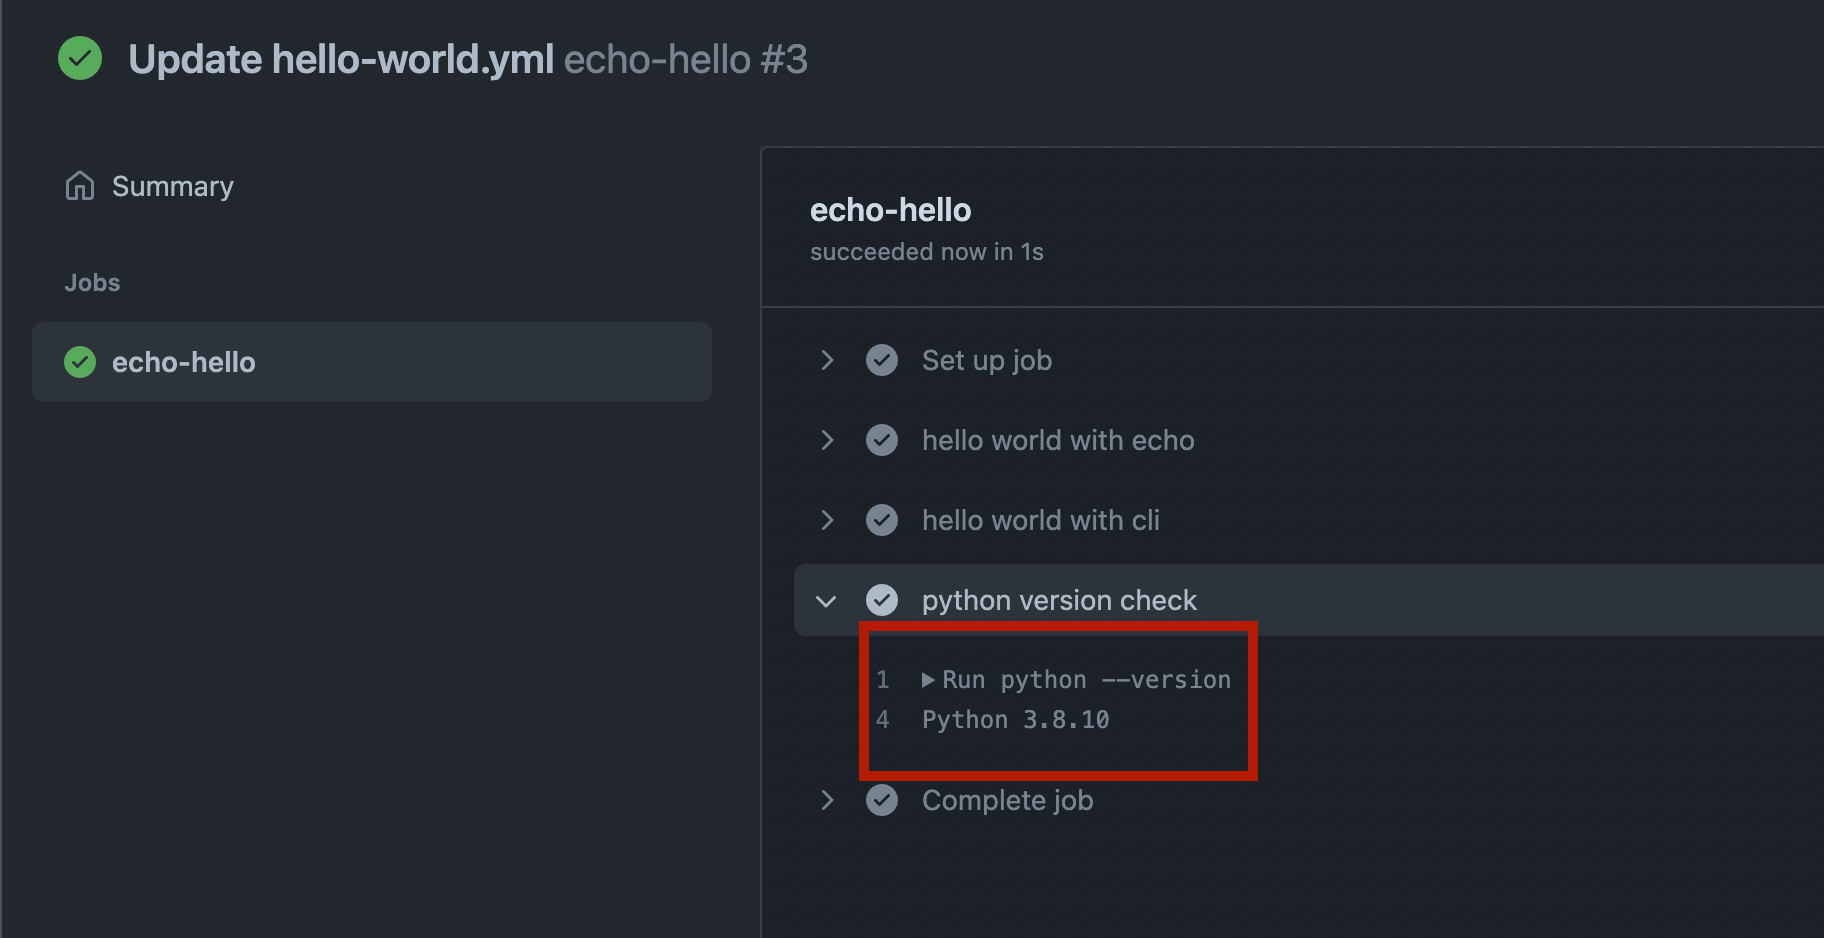 Update hello-world.yml echo-hello #3
Summary
Jobs
echo-hello
echo-hello
succeeded now in 1s
Set up job
hello world with echo
hello world with cli
python version check
1 ▶ Run python --version
4 Python 3.8.10
Complete job